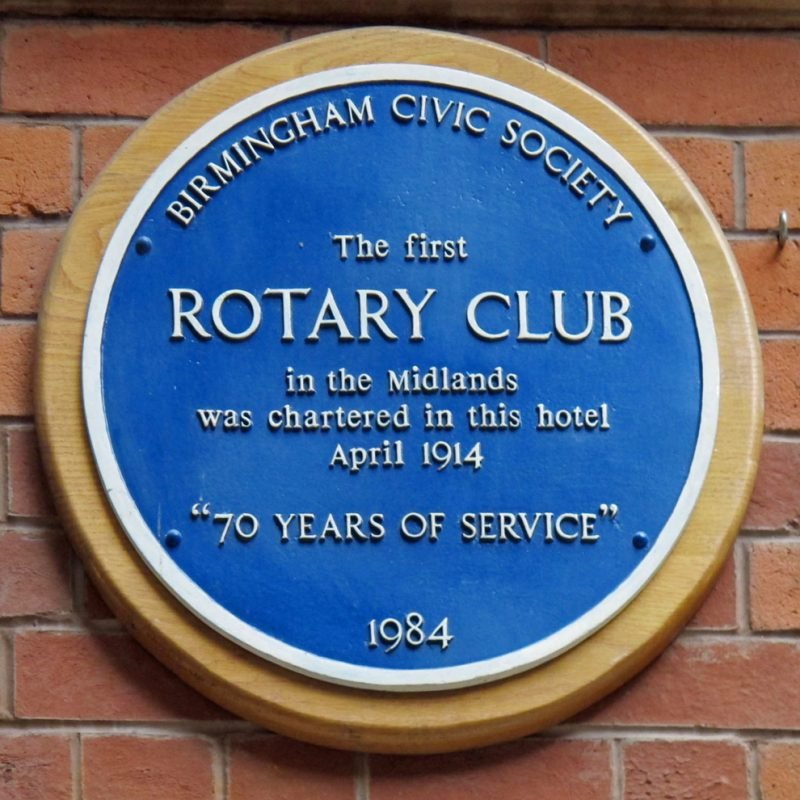 BIRMINGHAM CIVIC SOCIETY
The first
ROTARY CLUB
in the Midlands
was chartered in this hotel
April 1914
“70 YEARS OF SERVICE”
1984